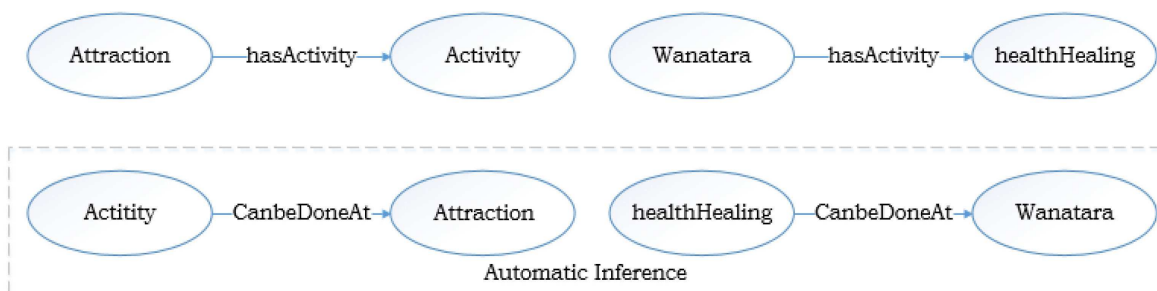 Attraction hasActivity Activity Wanatara hasActivity healthHealing
Actitity CanbeDoneAt Attraction healthHealing CanbeDoneAt Wanatara
Automatic Inference